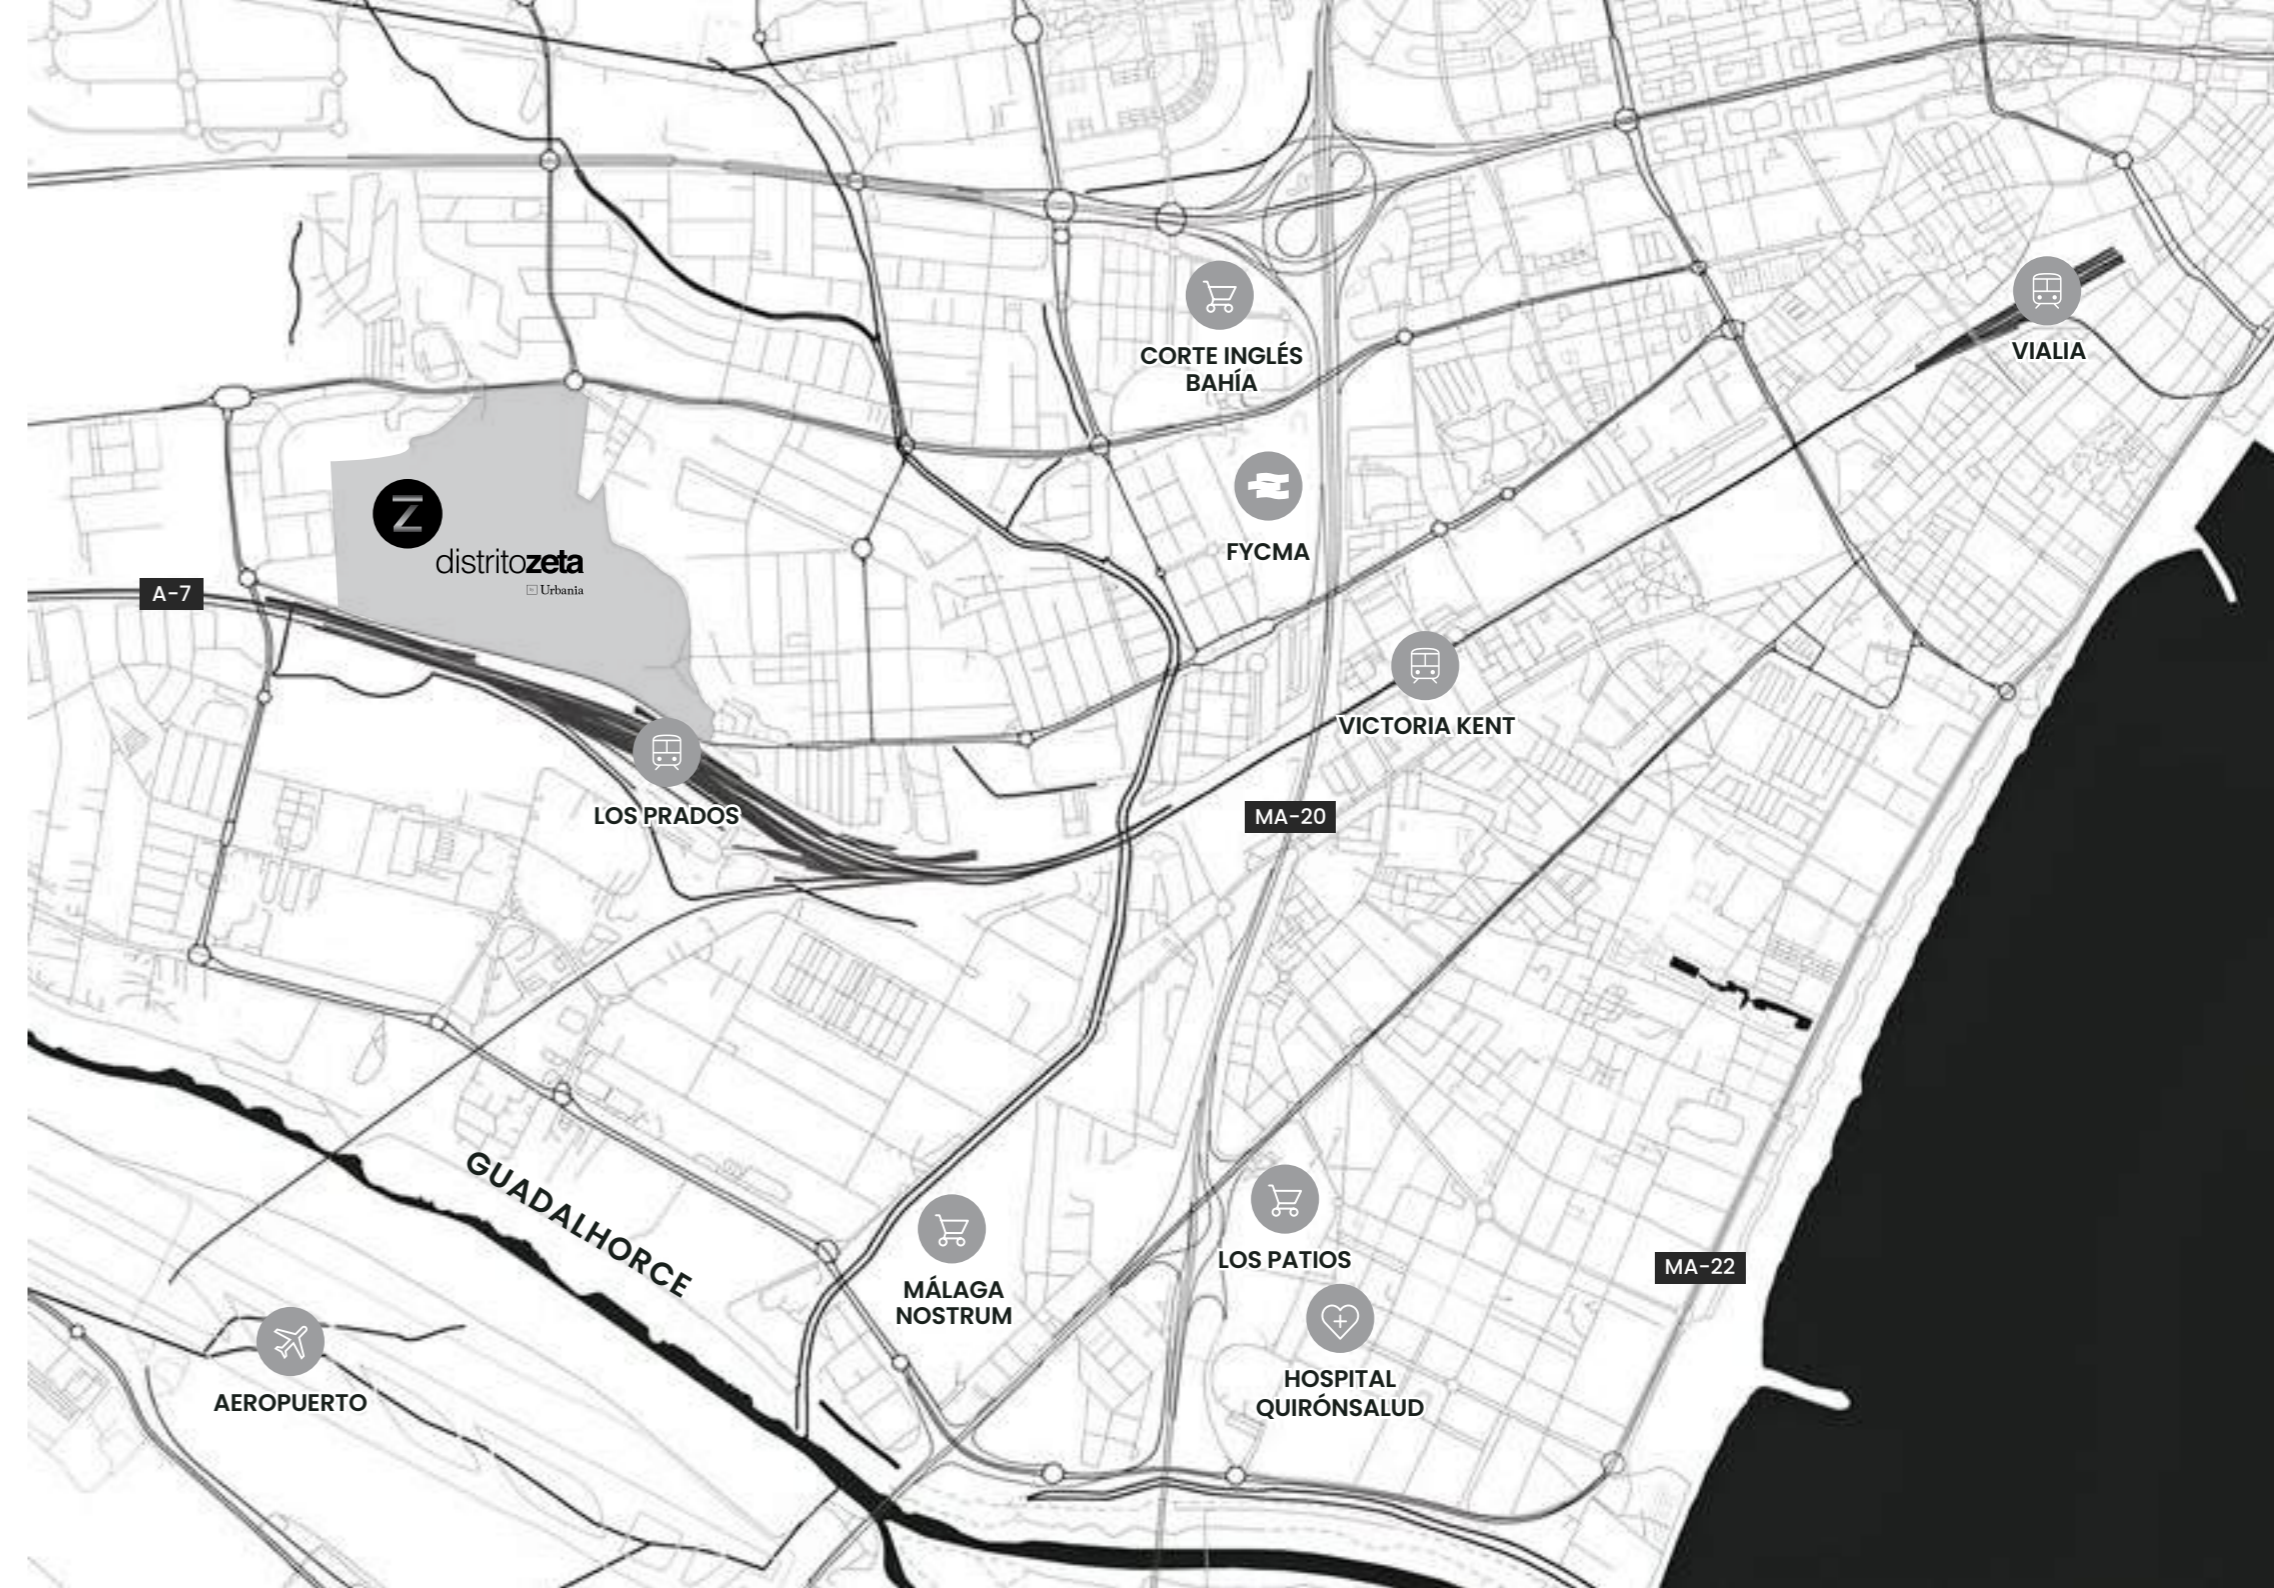 CORTE INGLÉS
BAHÍA
VIALIA
Z
distritozeta
Urbania
FYCMA
A-7
VICTORIA KENT
LOS PRADOS
MA-20
GUADALHORCE
MÁLAGA
NOSTRUM
LOS PATIOS
MA-22
AEROPUERTO
HOSPITAL
QUIRÓNSALUD